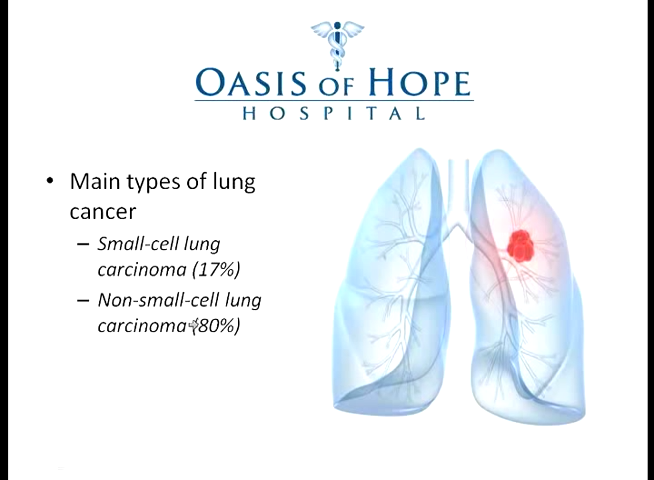 OASIS OF HOPE
HOSPITAL
• Main types of lung
cancer
– Small-cell lung
carcinoma (17%)
– Non-small-cell lung
carcinoma (80%)